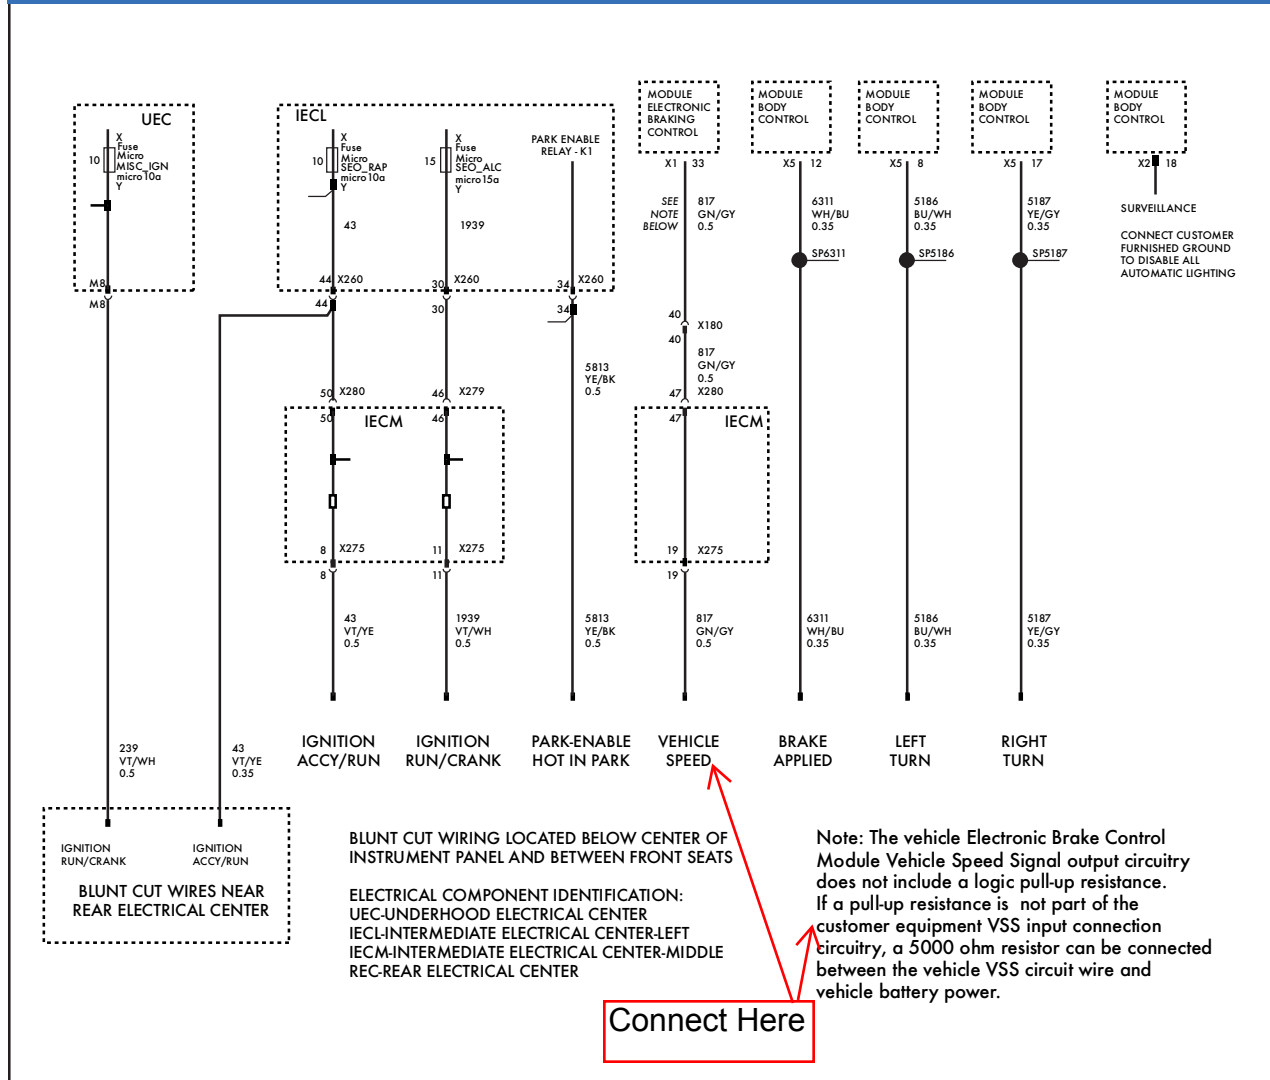 UEC
X
Fuse
Micro
MISC_IGN
micro10a
Y
10
M8
M8
IECL
X
Fuse
Micro
SEO_RAP
micro10a
Y
10
43
44 X260
44
X
Fuse
Micro
SEO_ALC
micro15a
Y
15
1939
30 X260
30
PARK ENABLE
RELAY - K1
34 X260
34
MODULE
ELECTRONIC
BRAKING
CONTROL
X1 33
SEE
NOTE
BELOW
817
GN/GY
0.5
40
X180
40
817
GN/GY
0.5
47 X280
47
MODULE
BODY
CONTROL
X5 12
6311
WH/BU
0.35
SP6311
MODULE
BODY
CONTROL
X5 8
5186
BU/WH
0.35
SP5186
MODULE
BODY
CONTROL
X5 17
5187
YE/GY
0.35
SP5187
MODULE
BODY
CONTROL
X2 18
SURVEILLANCE
CONNECT CUSTOMER
FURNISHED GROUND
TO DISABLE ALL
AUTOMATIC LIGHTING
5813
YE/BK
0.5
50 X280
50
46 X279
46
IECM
IECM
8 X275
8
11 X275
11
19 X275
19
43
VT/YE
0.5
1939
VT/WH
0.5
5813
YE/BK
0.5
817
GN/GY
0.5
6311
WH/BU
0.35
5186
BU/WH
0.35
5187
YE/GY
0.35
IGNITION
ACCY/RUN
IGNITION
RUN/CRANK
PARK-ENABLE
HOT IN PARK
VEHICLE
SPEED
BRAKE
APPLIED
LEFT
TURN
RIGHT
TURN
239
VT/WH
0.5
43
VT/YE
0.35
IGNITION
RUN/CRANK
IGNITION
ACCY/RUN
BLUNT CUT WIRES NEAR
REAR ELECTRICAL CENTER
BLUNT CUT WIRING LOCATED BELOW CENTER OF
INSTRUMENT PANEL AND BETWEEN FRONT SEATS
ELECTRICAL COMPONENT IDENTIFICATION:
UEC-UNDERHOOD ELECTRICAL CENTER
IECL-INTERMEDIATE ELECTRICAL CENTER-LEFT
IECM-INTERMEDIATE ELECTRICAL CENTER-MIDDLE
REC-REAR ELECTRICAL CENTER
Note: The vehicle Electronic Brake Control
Module Vehicle Speed Signal output circuitry
does not include a logic pull-up resistance.
If a pull-up resistance is not part of the
customer equipment VSS input connection
circuitry, a 5000 ohm resistor can be connected
between the vehicle VSS circuit wire and
vehicle battery power.
Connect Here